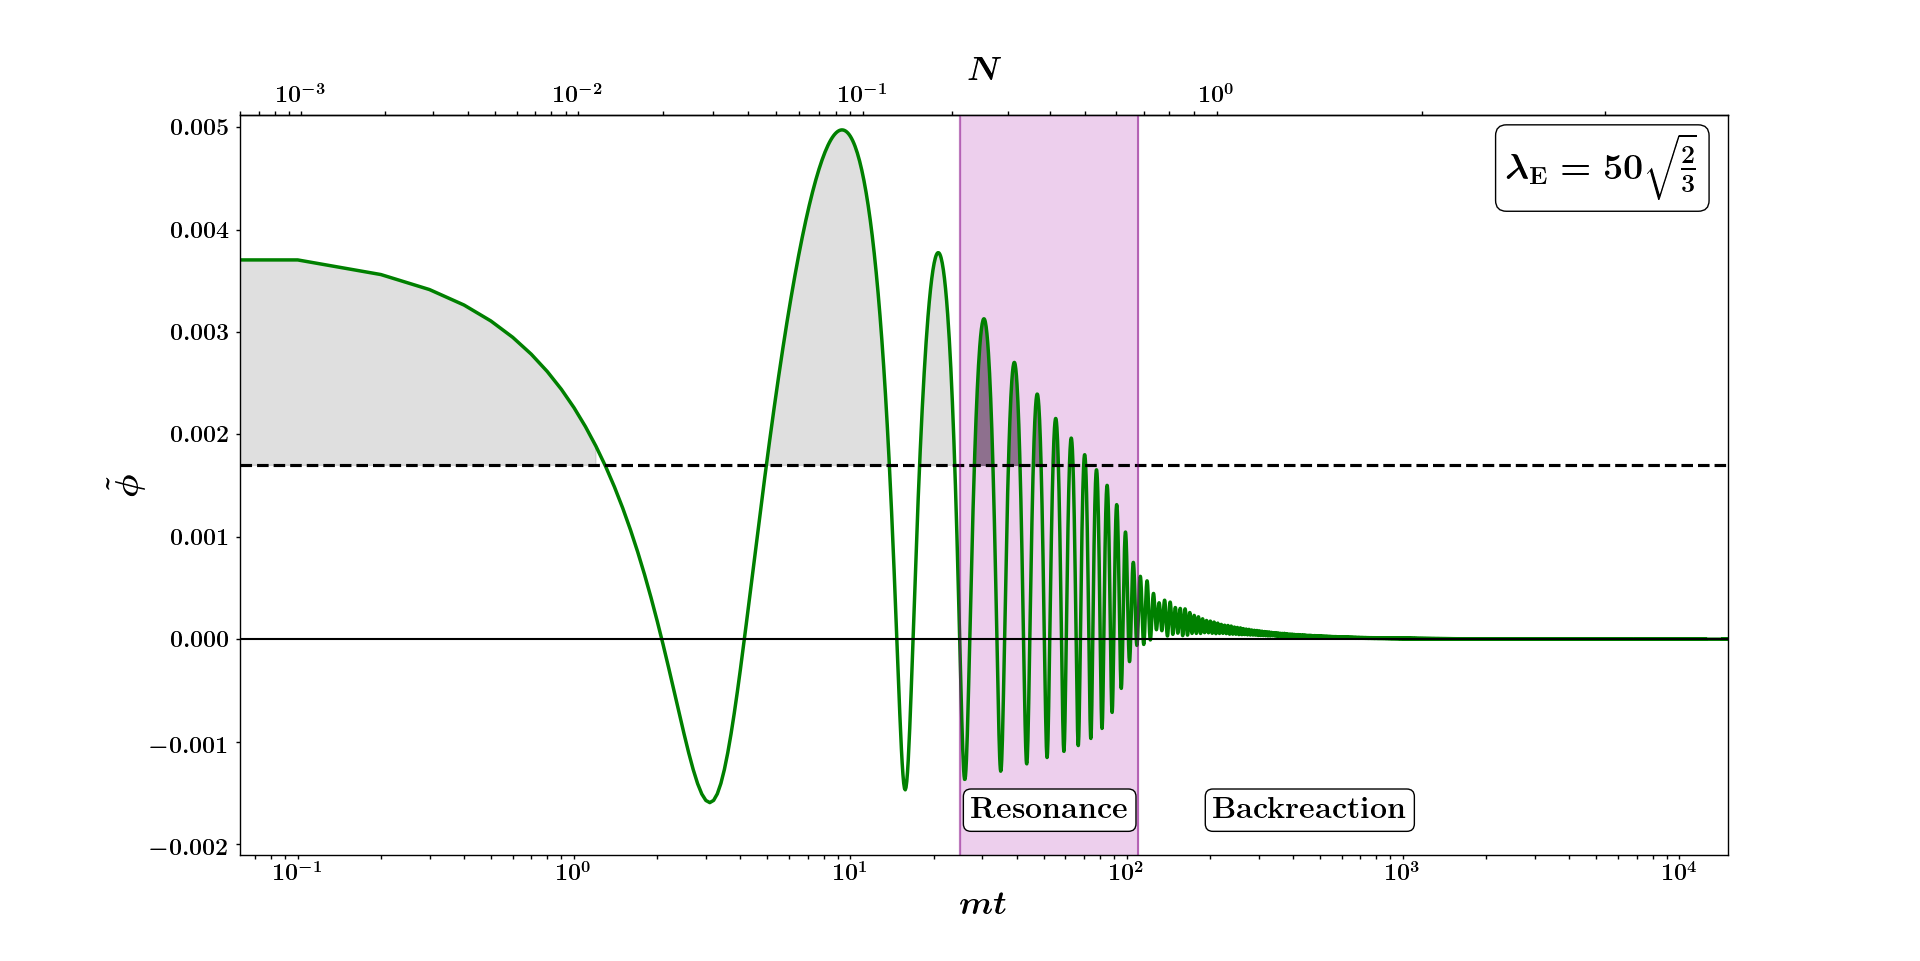 N
10⁻³ 10⁻² 10⁻¹ 10⁰
0.005
λ_E = 50√(2/3)
0.004
0.003
0.002
ϕ̃
0.001
0.000
−0.001
Resonance Backreaction
−0.002
10⁻¹ 10⁰ 10¹ 10² 10³ 10⁴
mt